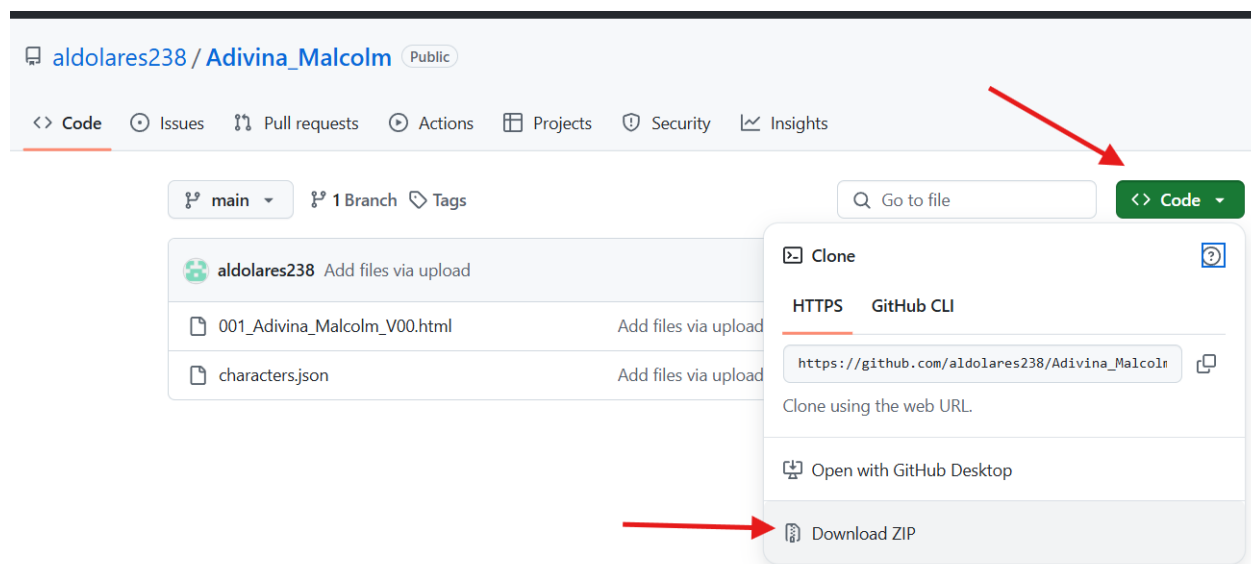 aldolares238 / Adivina_Malcolm Public
Code Issues Pull requests Actions Projects Security Insights
main 1 Branch Tags Go to file Code
aldolares238 Add files via upload
001_Adivina_Malcolm_V00.html Add files via upload
characters.json Add files via upload
Clone
HTTPS GitHub CLI
https://github.com/aldolares238/Adivina_Malcolm
Clone using the web URL.
Open with GitHub Desktop
Download ZIP